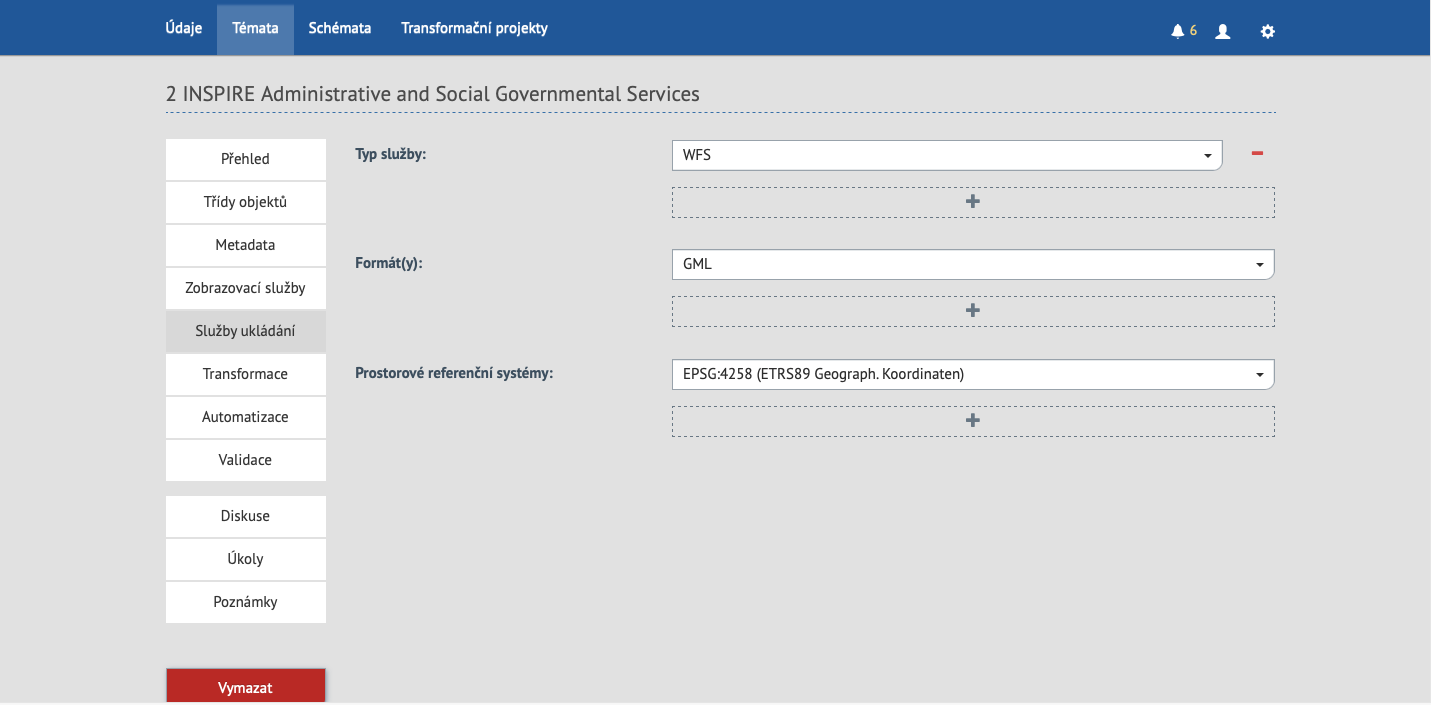 Údaje Témata Schémata Transformační projekty 6
2 INSPIRE Administrative and Social Governmental Services
Přehled
Třídy objektů
Metadata
Zobrazovací služby
Služby ukládání
Transformace
Automatizace
Validace
Diskuse
Úkoly
Poznámky
Vymazat
Typ služby: WFS
Formát(y): GML
Prostorové referenční systémy: EPSG:4258 (ETRS89 Geograph. Koordinaten)